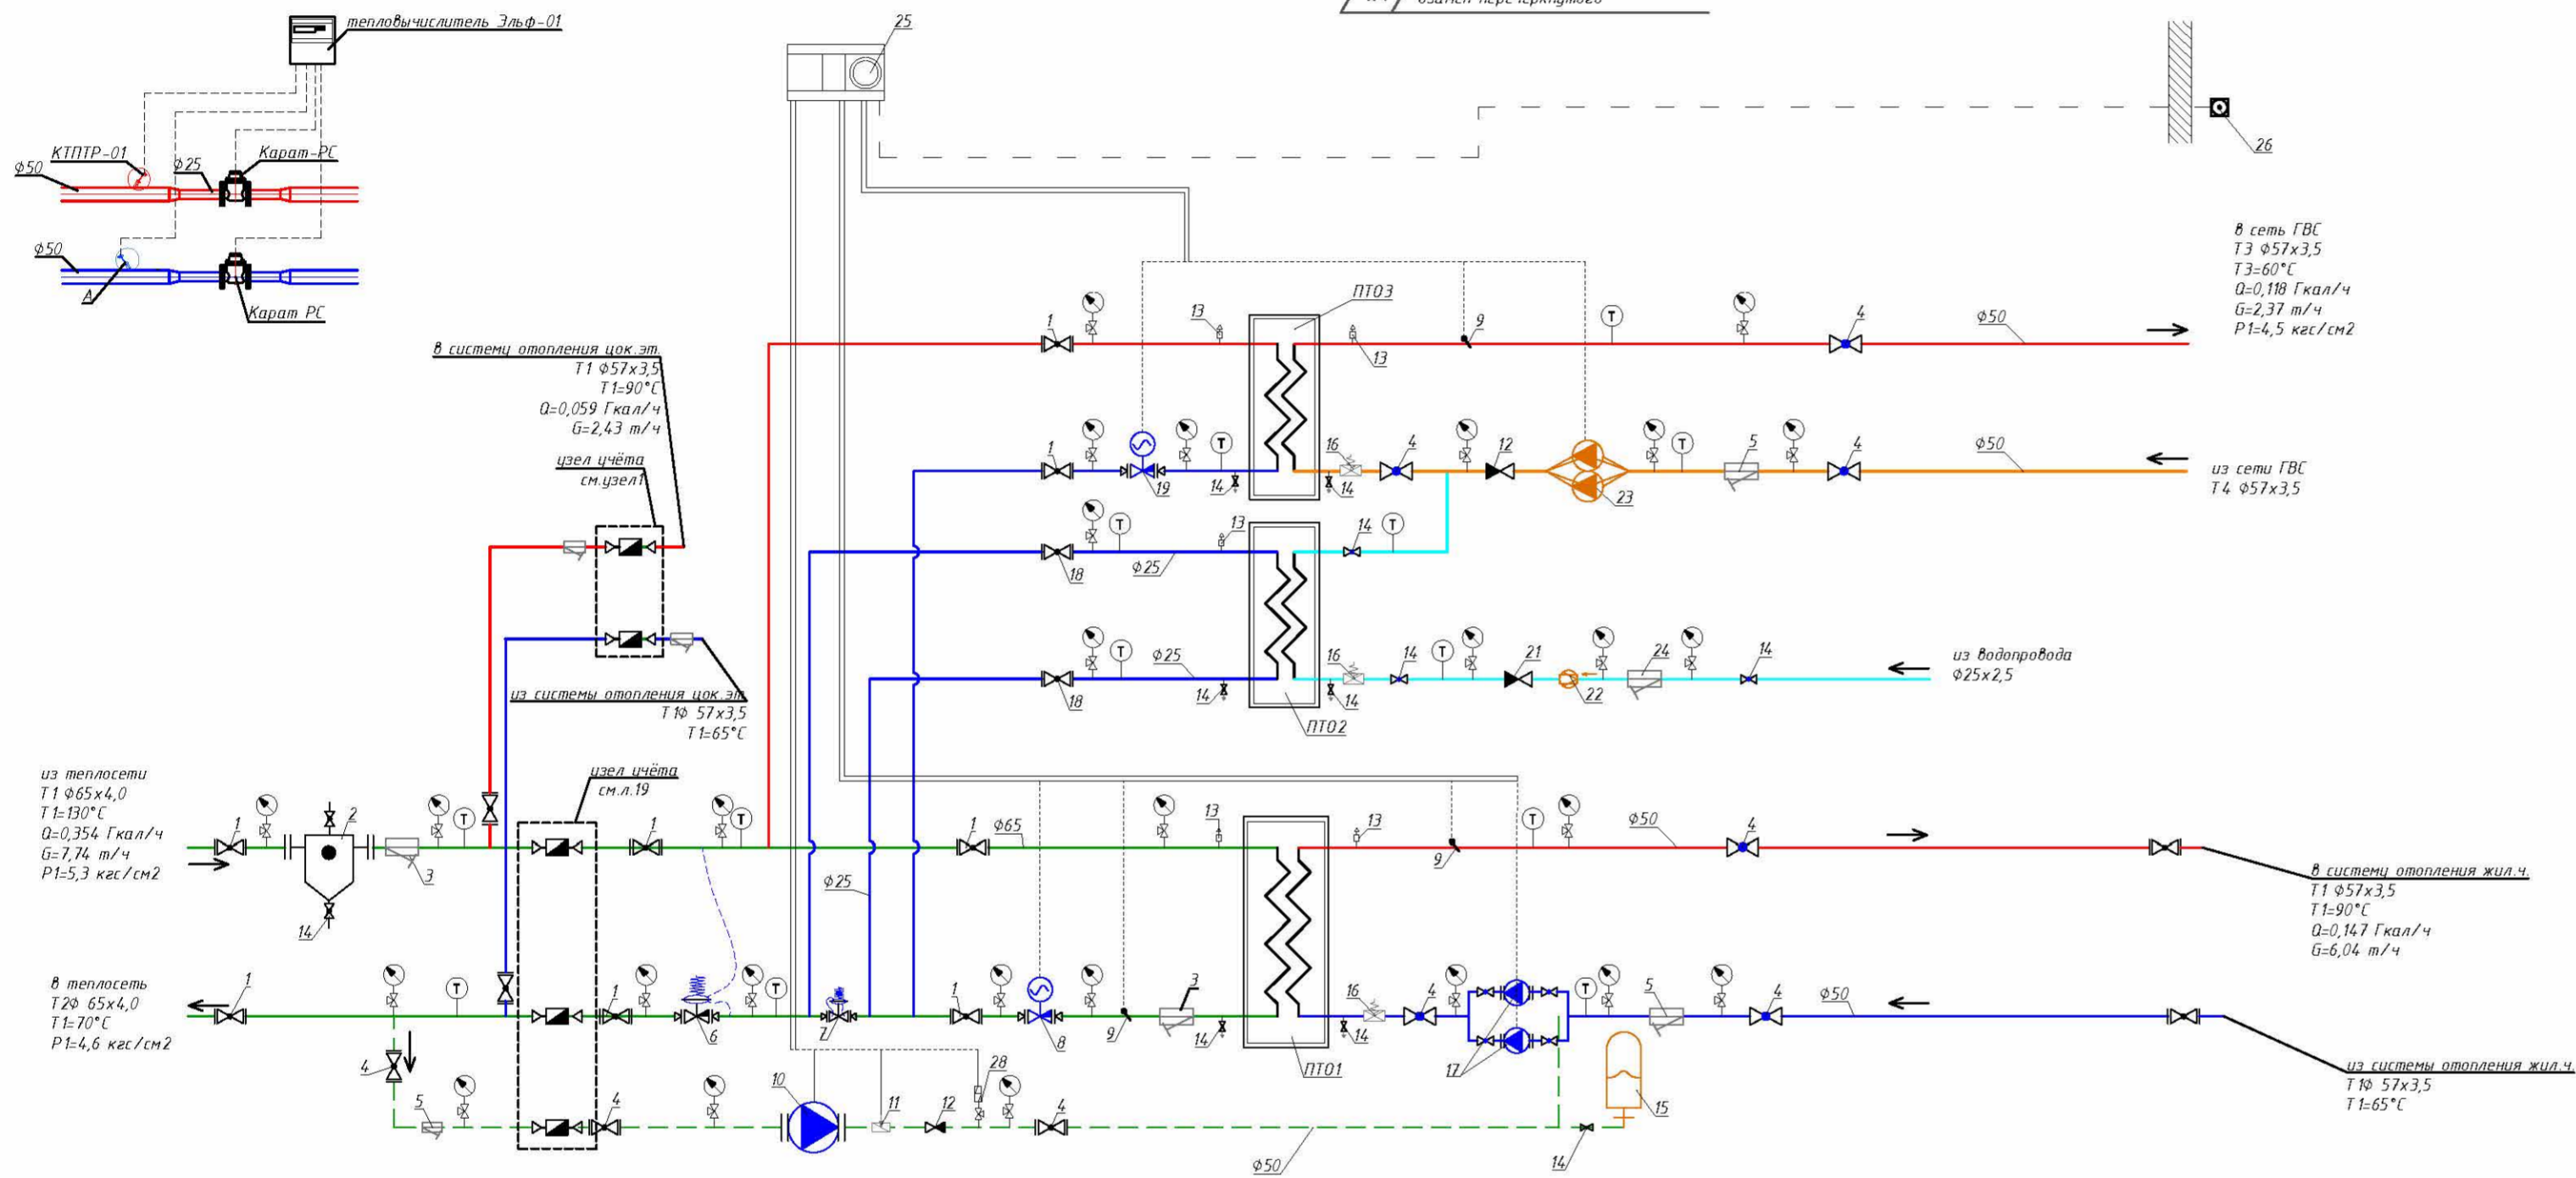 взамен перечеркнутого
тепловычислитель Эльф-01
25
26
КТПТР-01
ф25
Карат-РС
ф50
ф50
А
Карат РС
в сеть ГВС
Т3 ф57х3,5
Т3=60°С
Q=0,118 Гкал/ч
G=2,37 т/ч
Р1=4,5 кгс/см2
ПТО3
1
13
13
9
Т
4
ф50
в систему отопления цок.эт.
Т1 ф57х3,5
Т1=90°С
Q=0,059 Гкал/ч
G=2,43 т/ч
узел учёта
см.узел1
1
19
Т
14
16
14
4
12
23
Т
5
4
ф50
из сети ГВС
Т4 ф57х3,5
Т
18
ф25
13
14
Т
Т
18
ф25
14
16
14
14
Т
21
22
24
14
из водопровода
ф25х2,5
ПТО2
из системы отопления цок.эт
Т1ф 57х3,5
Т1=65°С
из теплосети
Т1 ф65х4,0
Т1=130°С
Q=0,354 Гкал/ч
G=7,74 т/ч
Р1=5,3 кгс/см2
узел учёта
см.л.19
1
2
14
3
Т
1
Т
ф25
1
ф65
13
13
9
Т
ф50
4
в систему отопления жил.ч.
Т1 ф57х3,5
Т1=90°С
Q=0,147 Гкал/ч
G=6,04 т/ч
в теплосеть
Т2ф 65х4,0
Т1=70°С
Р1=4,6 кгс/см2
1
Т
1
6
Т
7
1
8
9
3
14
14
16
4
17
Т
5
4
ф50
ПТО1
из системы отопления жил.ч.
Т1ф 57х3,5
Т1=65°С
4
5
4
10
11
12
28
4
ф50
14
15